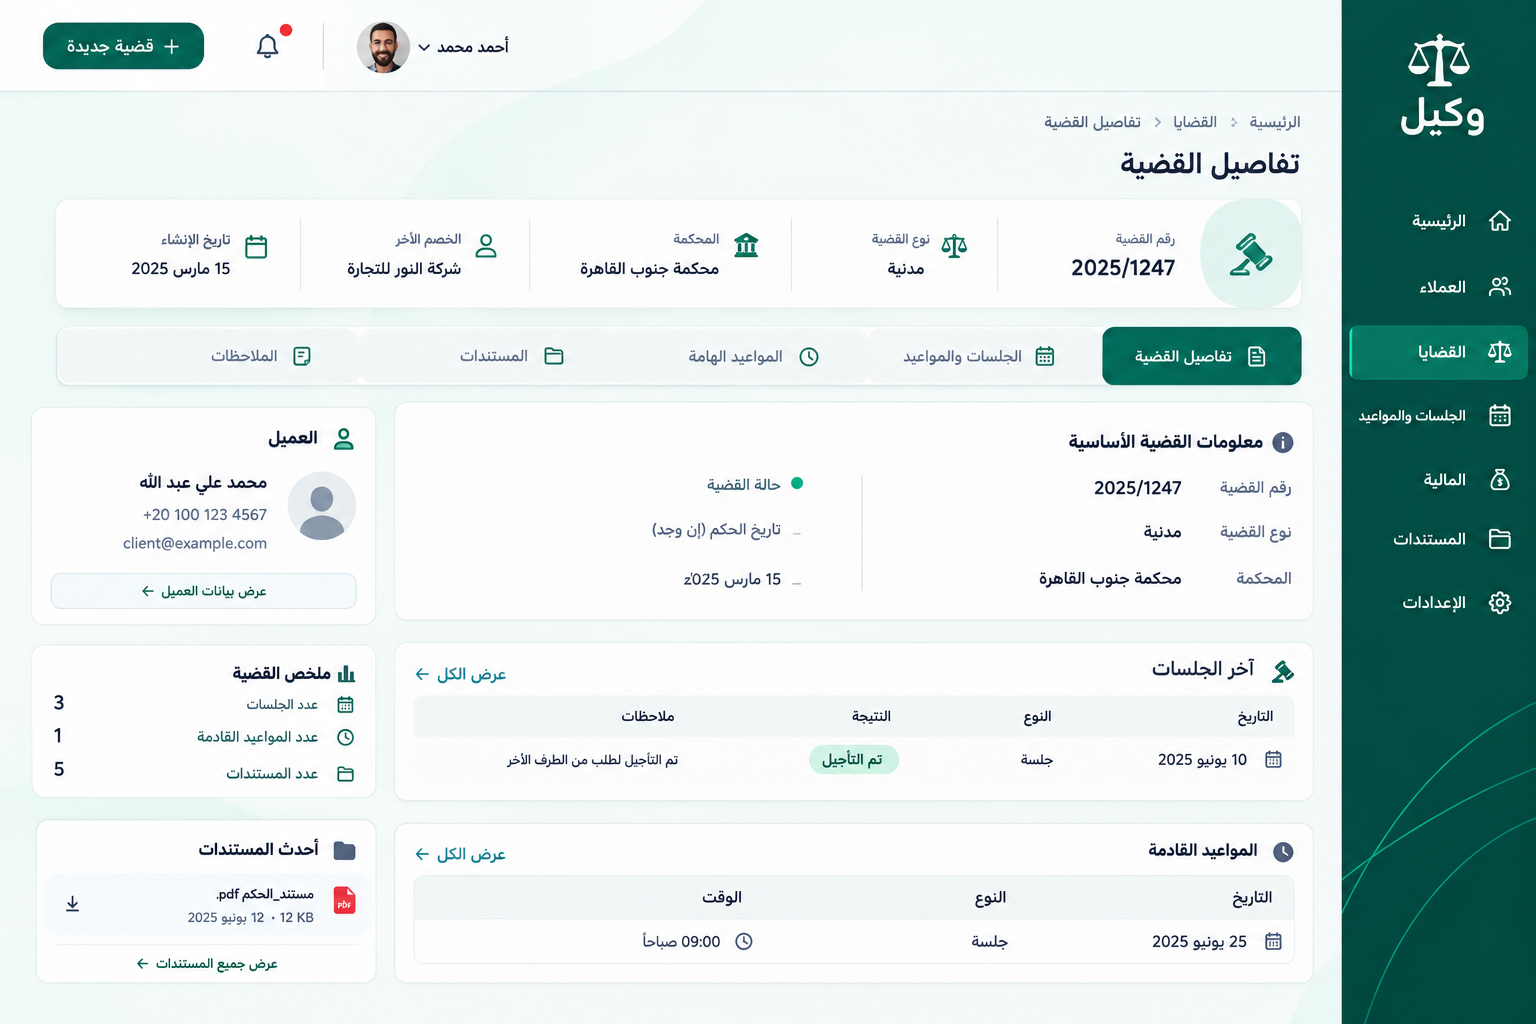 وكيل
الرئيسية
العملاء
القضايا
الجلسات والمواعيد
المالية
المستندات
الإعدادات
أحمد محمد
+ قضية جديدة
الرئيسية
القضايا
تفاصيل القضية
تفاصيل القضية
رقم القضية
2025/1247
نوع القضية
مدنية
المحكمة
محكمة جنوب القاهرة
الخصم الأخر
شركة النور للتجارة
تاريخ الإنشاء
15 مارس 2025
تفاصيل القضية
الجلسات والمواعيد
المواعيد الهامة
المستندات
الملاحظات
معلومات القضية الأساسية
رقم القضية 2025/1247
نوع القضية مدنية
المحكمة محكمة جنوب القاهرة
حالة القضية
تاريخ الحكم (إن وجد)
15 مارس 2025
العميل
محمد علي عبد الله
+20 100 123 4567
client@example.com
عرض بيانات العميل ←
آخر الجلسات
عرض الكل ←
التاريخ النوع النتيجة ملاحظات
10 يونيو 2025 جلسة تم التأجيل تم التأجيل لطلب من الطرف الأخر
ملخص القضية
عدد الجلسات 3
عدد المواعيد القادمة 1
عدد المستندات 5
المواعيد القادمة
عرض الكل ←
التاريخ النوع الوقت
25 يونيو 2025 جلسة 09:00 صباحاً
أحدث المستندات
مستند_الحكم pdf.
12 KB • 12 يونيو 2025
عرض جميع المستندات ←